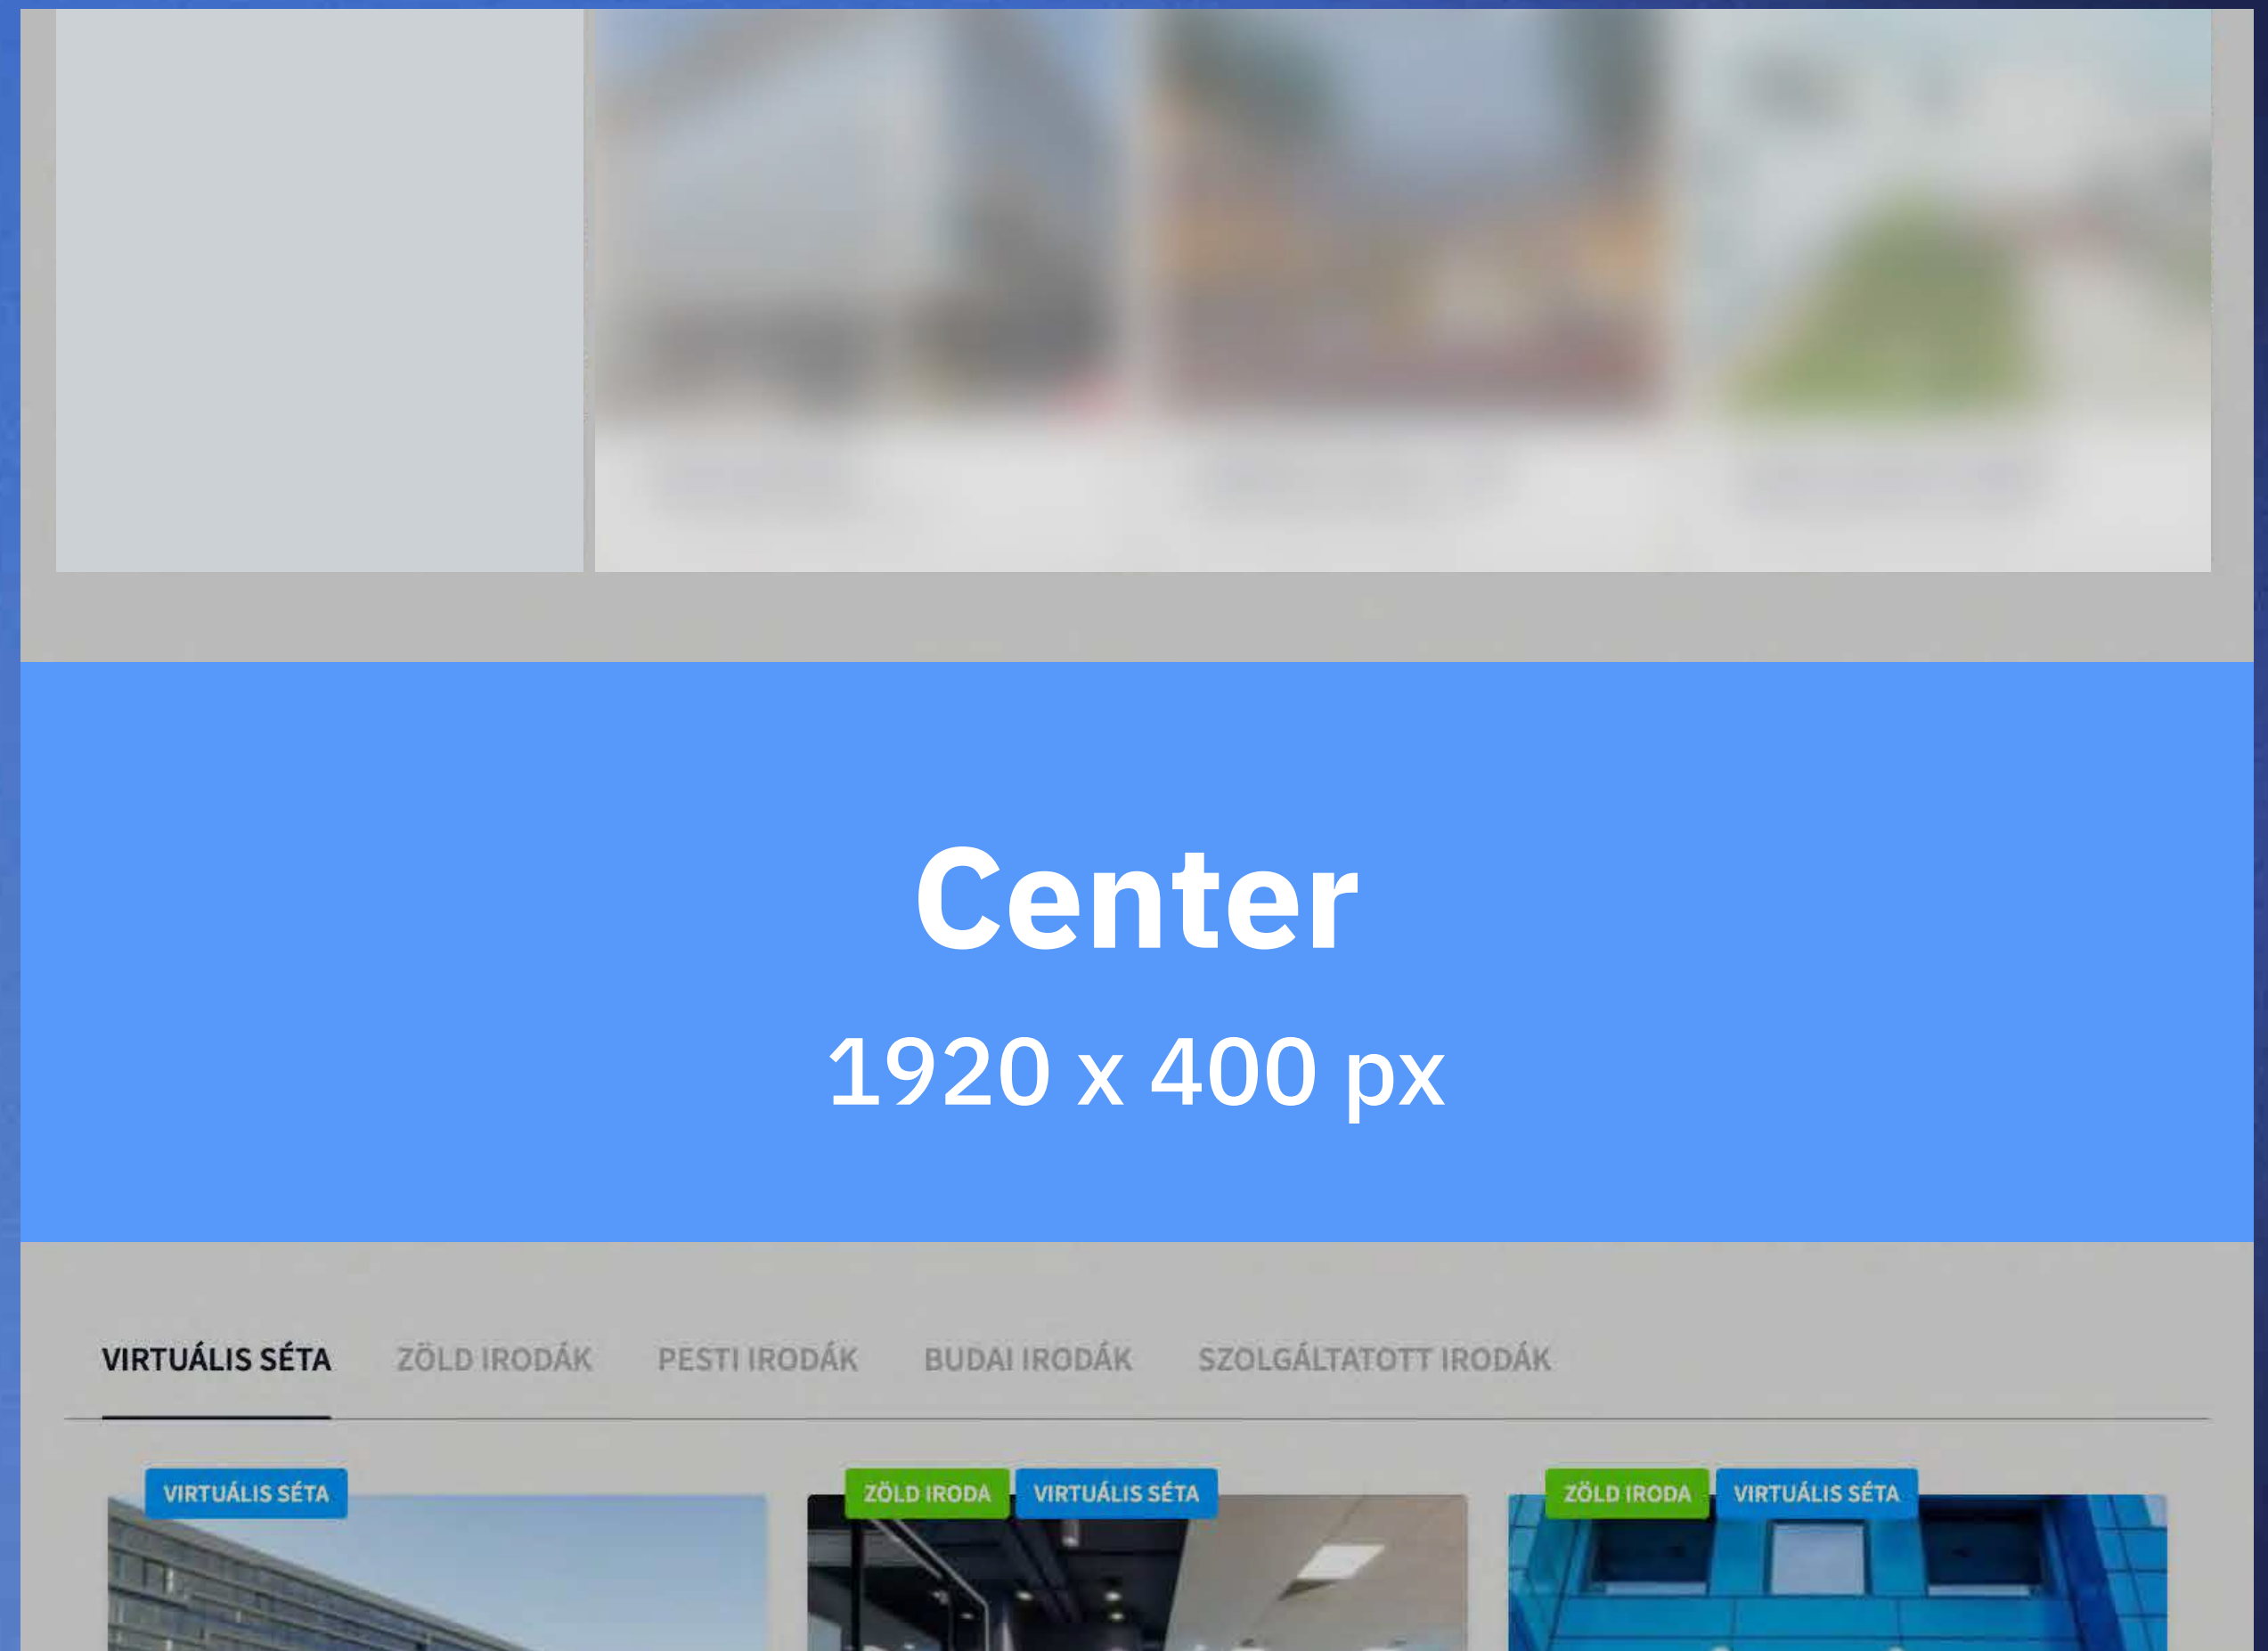 Center
1920 x 400 px
VIRTUÁLIS SÉTA ZÖLD IRODÁK PESTI IRODÁK BUDAI IRODÁK SZOLGÁLTATOTT IRODÁK
VIRTUÁLIS SÉTA ZÖLD IRODA VIRTUÁLIS SÉTA ZÖLD IRODA VIRTUÁLIS SÉTA